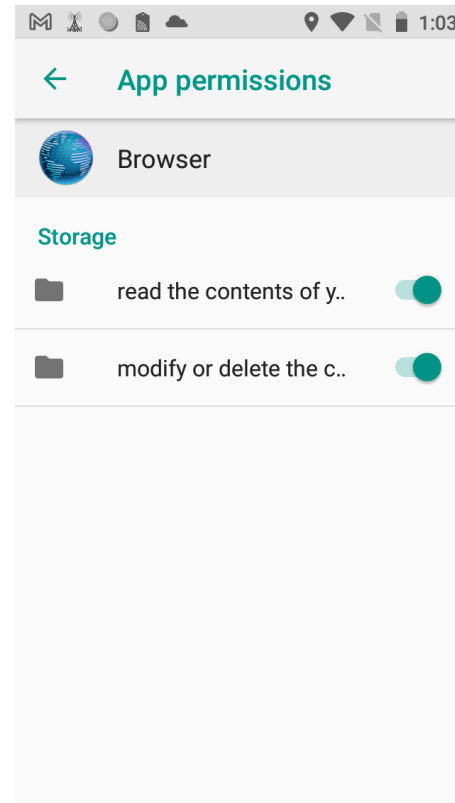 1:03
App permissions
Browser
Storage
read the contents of y..
modify or delete the c..